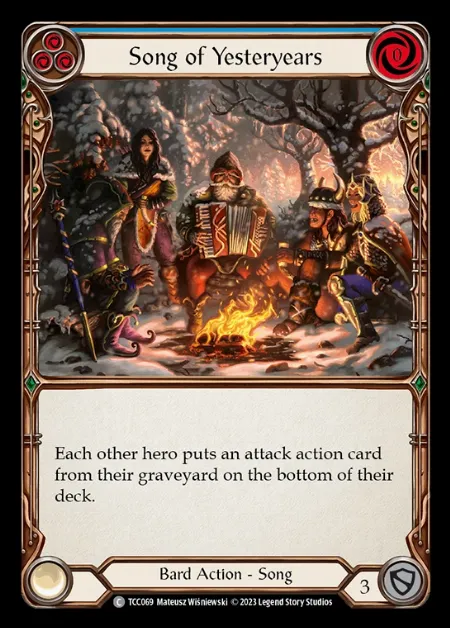 Song of Yesteryears
0
Each other hero puts an attack action card
from their graveyard on the bottom of their
deck.
Bard Action - Song
3
C TCC069 Mateusz Wiśniewski © 2023 Legend Story Studios